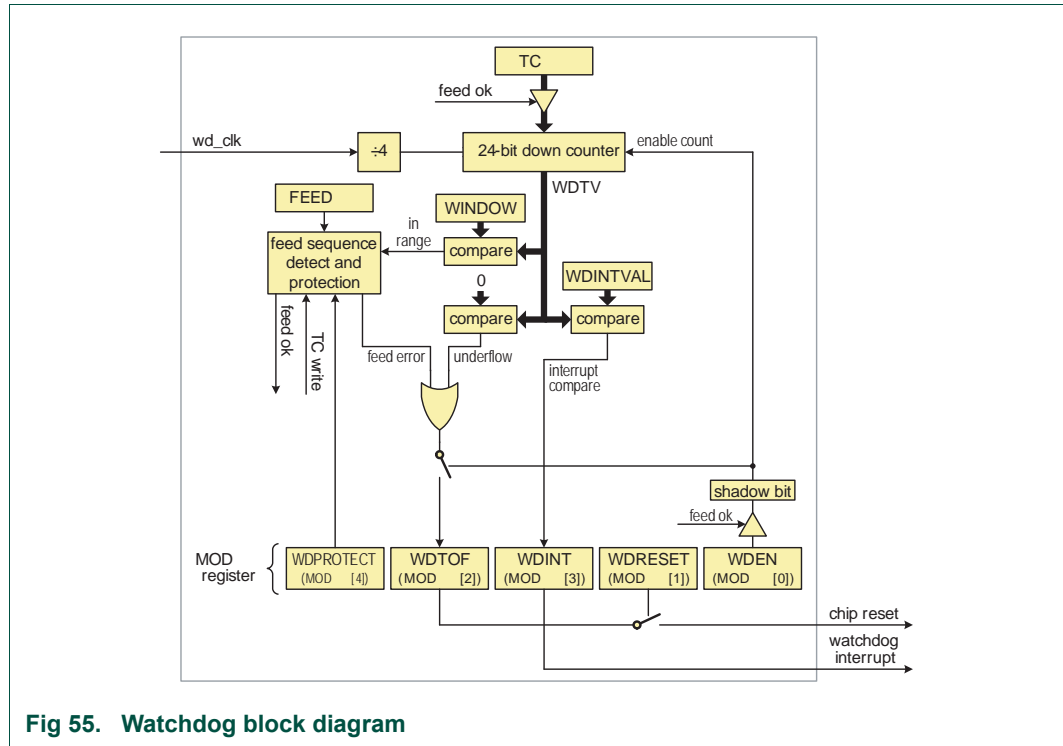 TC
feed ok
wd_clk
÷4
24-bit down counter
enable count
WDTV
FEED
WINDOW
in
range
feed sequence
detect and
protection
compare
0
WDINTVAL
compare
compare
feed ok
TC write
feed error
underflow
interrupt
compare
shadow bit
feed ok
MOD
register
WDPROTECT
(MOD [4])
WDTOF
(MOD [2])
WDINT
(MOD [3])
WDRESET
(MOD [1])
WDEN
(MOD [0])
chip reset
watchdog
interrupt
Fig 55. Watchdog block diagram